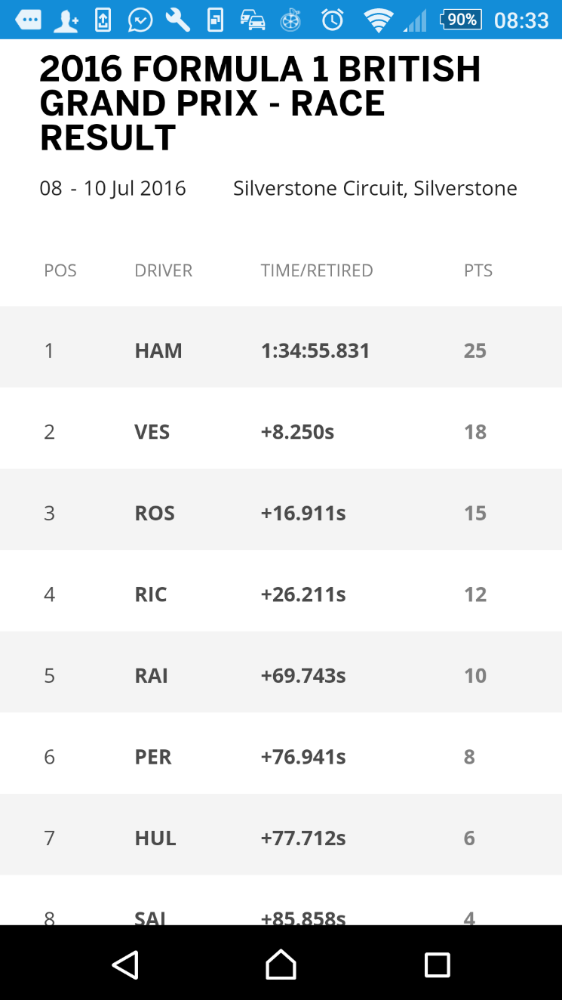 90% 08:33
2016 FORMULA 1 BRITISH
GRAND PRIX - RACE
RESULT
08 - 10 Jul 2016 Silverstone Circuit, Silverstone
POS DRIVER TIME/RETIRED PTS
1 HAM 1:34:55.831 25
2 VES +8.250s 18
3 ROS +16.911s 15
4 RIC +26.211s 12
5 RAI +69.743s 10
6 PER +76.941s 8
7 HUL +77.712s 6
8 SAI +85.858s 4